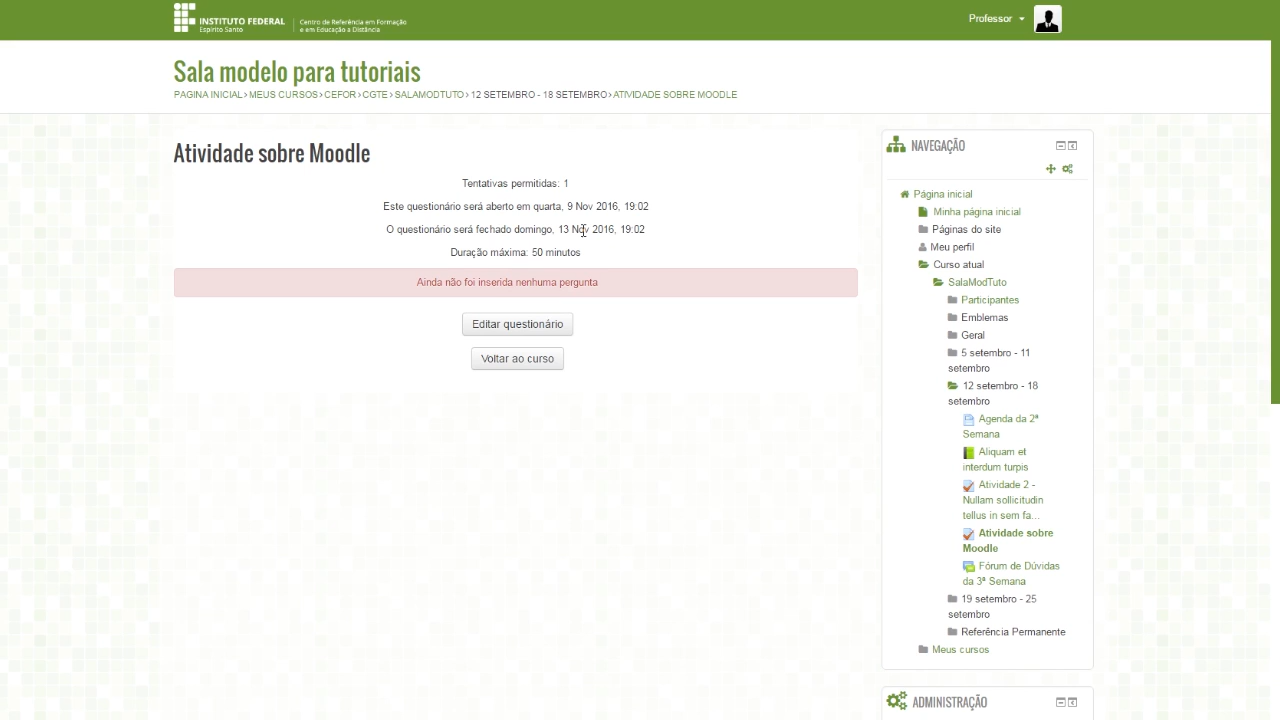 INSTITUTO FEDERAL
Espírito Santo
Centro de Referência em Formação
e em Educação a Distância
Professor
Sala modelo para tutoriais
PAGINA INICIAL › MEUS CURSOS › CEFOR › CGTE › SALAMODTUTO › 12 SETEMBRO - 18 SETEMBRO › ATIVIDADE SOBRE MOODLE
Atividade sobre Moodle
Tentativas permitidas: 1
Este questionário será aberto em quarta, 9 Nov 2016, 19:02
O questionário será fechado domingo, 13 Nov 2016, 19:02
Duração máxima: 50 minutos
Ainda não foi inserida nenhuma pergunta
Editar questionário
Voltar ao curso
NAVEGAÇÃO
Página inicial
Minha página inicial
Páginas do site
Meu perfil
Curso atual
SalaModTuto
Participantes
Emblemas
Geral
5 setembro - 11
setembro
12 setembro - 18
setembro
Agenda da 2ª
Semana
Aliquam et
interdum turpis
Atividade 2 -
Nullam sollicitudin
tellus in sem fa...
Atividade sobre
Moodle
Fórum de Dúvidas
da 3ª Semana
19 setembro - 25
setembro
Referência Permanente
Meus cursos
ADMINISTRAÇÃO